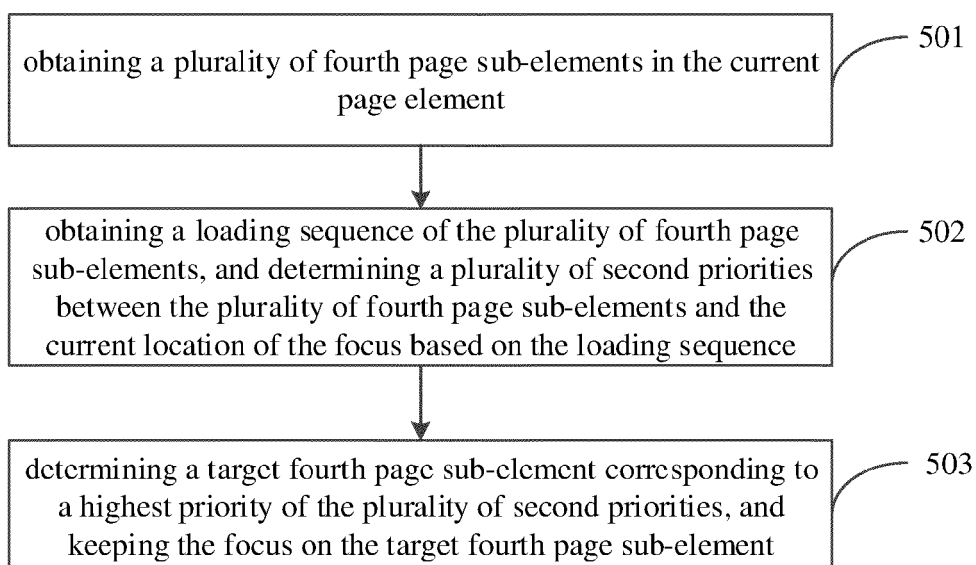 obtaining a plurality of fourth page sub-elements in the current
page element
501
obtaining a loading sequence of the plurality of fourth page
sub-elements, and determining a plurality of second priorities
between the plurality of fourth page sub-elements and the
current location of the focus based on the loading sequence
502
determining a target fourth page sub-element corresponding to
a highest priority of the plurality of second priorities, and
keeping the focus on the target fourth page sub-element
503